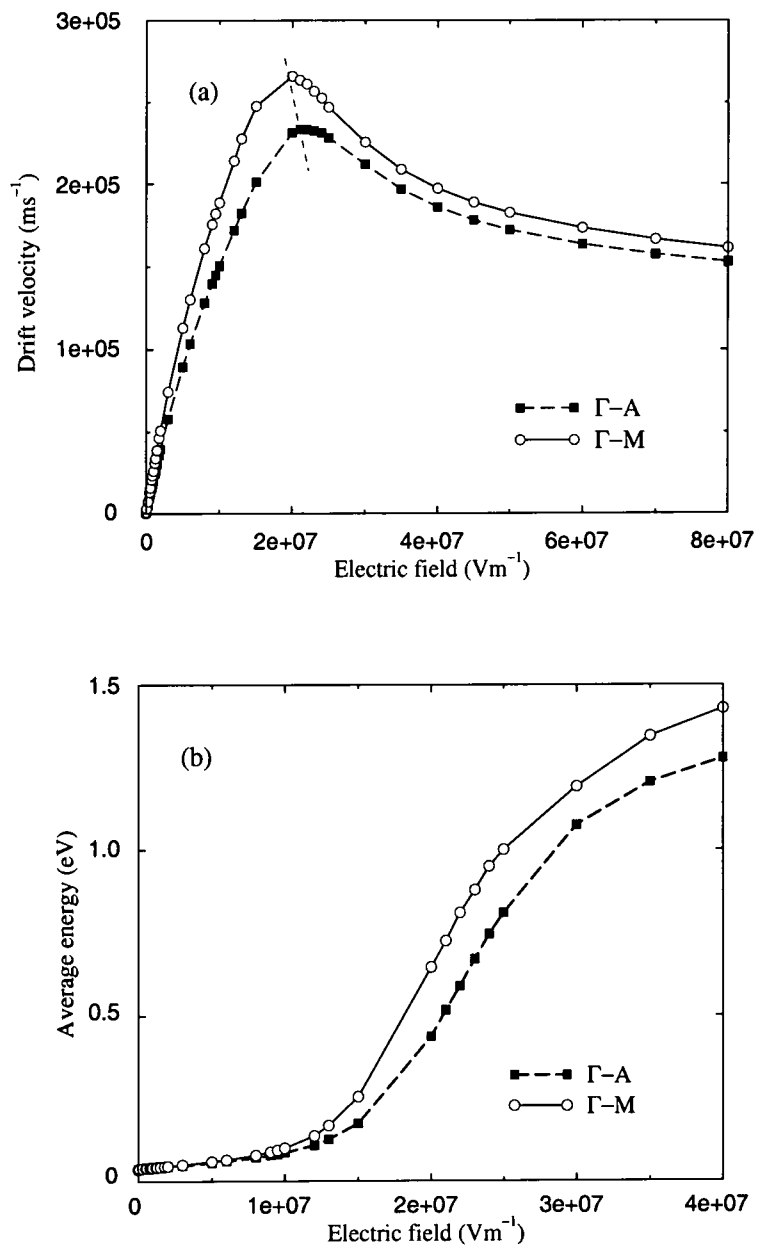 3e+05
(a)
2e+05
Drift velocity (ms⁻¹)
1e+05
Γ−A
Γ−M
0
0 2e+07 4e+07 6e+07 8e+07
Electric field (Vm⁻¹)
1.5
(b)
1.0
Average energy (eV)
0.5
Γ−A
Γ−M
0
0 1e+07 2e+07 3e+07 4e+07
Electric field (Vm⁻¹)